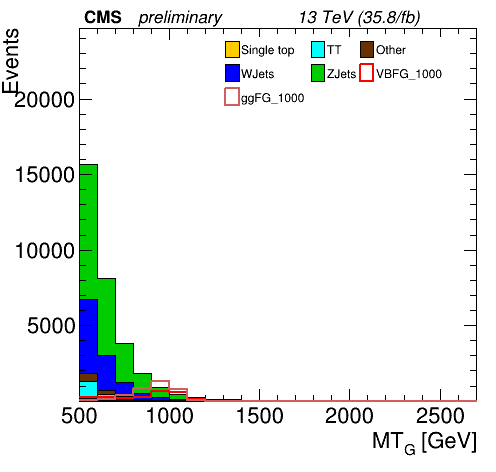 CMS preliminary 13 TeV (35.8/fb)
Events
Single top TT Other
WJets ZJets VBFG_1000
ggFG_1000
20000
15000
10000
5000
500 1000 1500 2000 2500
MT_G [GeV]